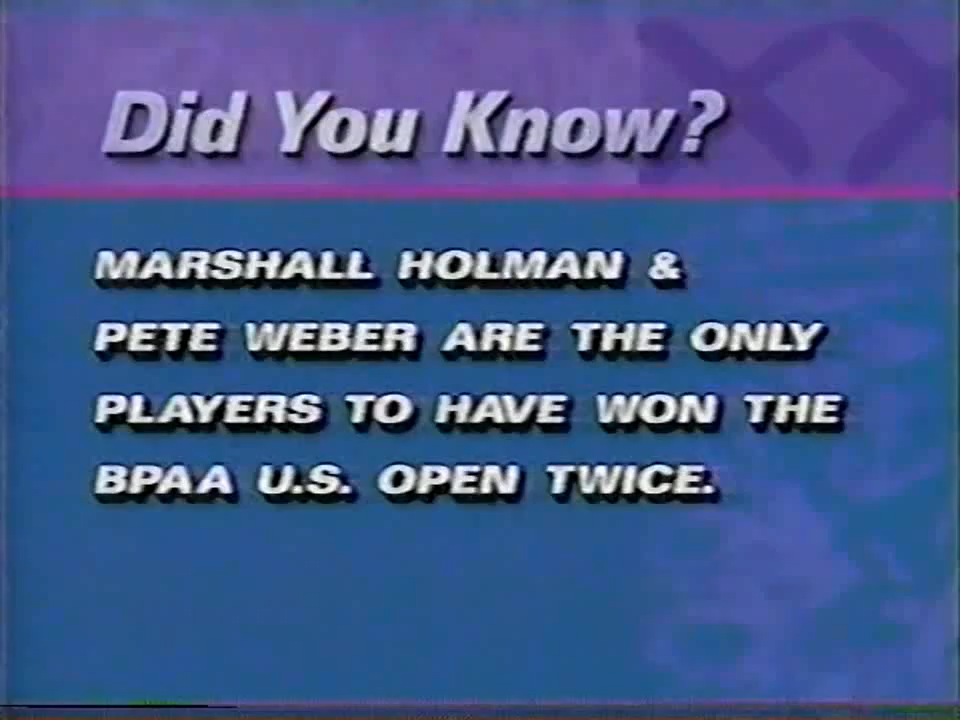 Did You Know?
MARSHALL HOLMAN &
PETE WEBER ARE THE ONLY
PLAYERS TO HAVE WON THE
BPAA U.S. OPEN TWICE.